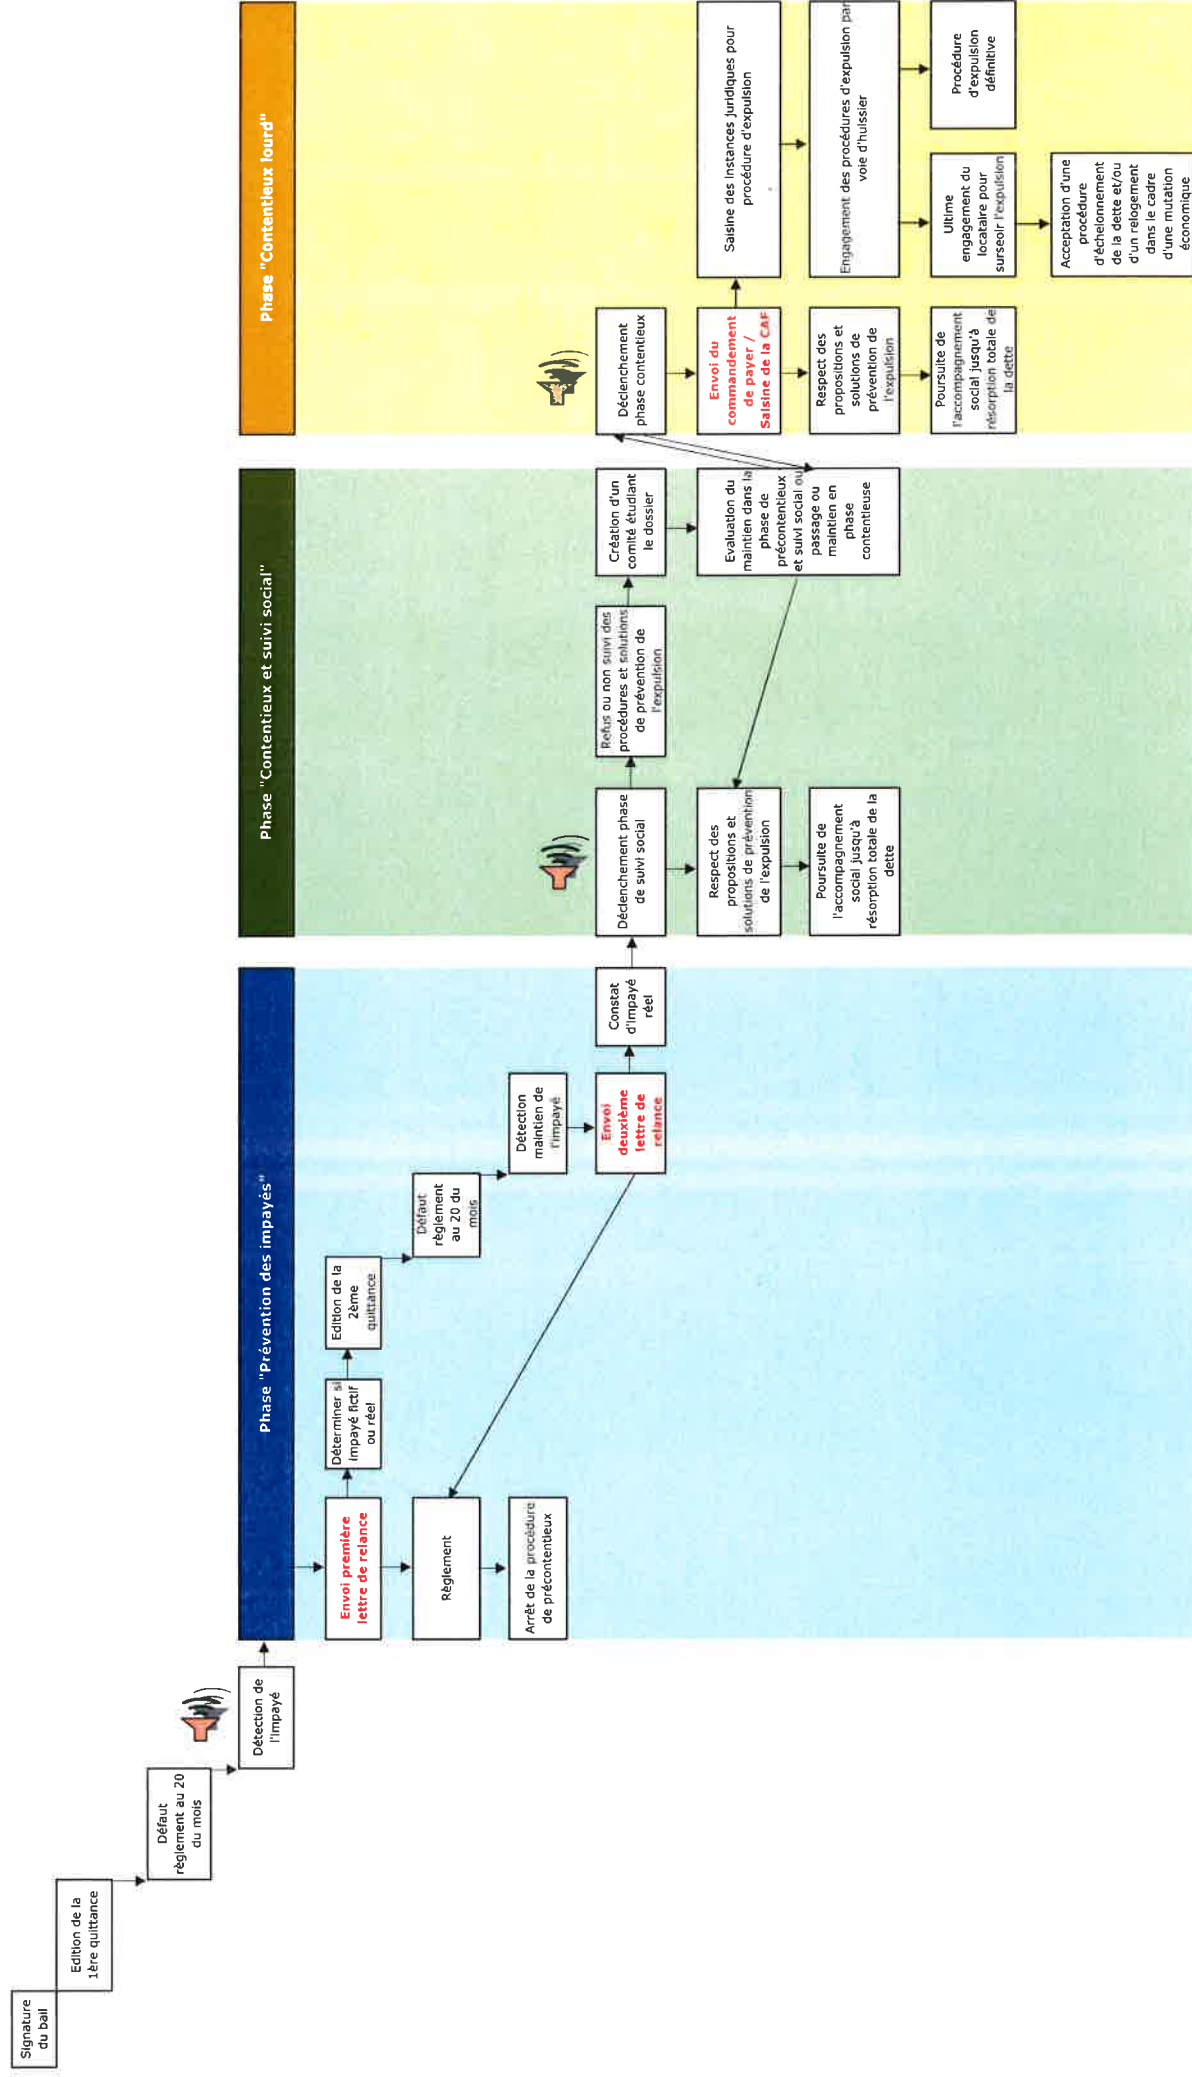 Signature
du bail
Edition de la
1ère quittance
Défaut
règlement au 20
du mois
Détection de
l'impayé
Phase "Prévention des impayés"
Envoi première
lettre de relance
Déterminer si
impayé fictif
ou réel
Edition de la
2ème
quittance
Règlement
Défaut
règlement
au 20 du
mois
Arrêt de la procédure
de précontentieux
Détection
maintien de
l'impayé
Envoi
deuxième
lettre de
relance
Constat
d'impayé
réel
Phase "Contentieux et suivi social"
Déclenchement phase
de suivi social
Refus ou non suivi des
procédures et solutions
de prévention de
l'expulsion
Création d'un
comité étudiant
le dossier
Respect des
propositions et
solutions de prévention
de l'expulsion
Evaluation du
maintien dans la
phase de
précontentieux
et suivi social ou
passage ou
maintien en
phase
contentieuse
Poursuite de
l'accompagnement
social jusqu'à
résorption totale de la
dette
Phase "Contentieux lourd"
Déclenchement
phase contentieux
Envoi du
commandement
de payer /
Saisine de la CAF
Saisine des instances juridiques pour
procédure d'expulsion
Respect des
propositions et
solutions de
prévention de
l'expulsion
Engagement des procédures d'expulsion par
voie d'huissier
Poursuite de
l'accompagnement
social jusqu'à
résorption totale de
la dette
Ultime
engagement du
locataire pour
surseoir l'expulsion
Procédure
d'expulsion
définitive
Acceptation d'une
procédure
d'échelonnement
de la dette et/ou
d'un relogement
dans le cadre
d'une mutation
économique